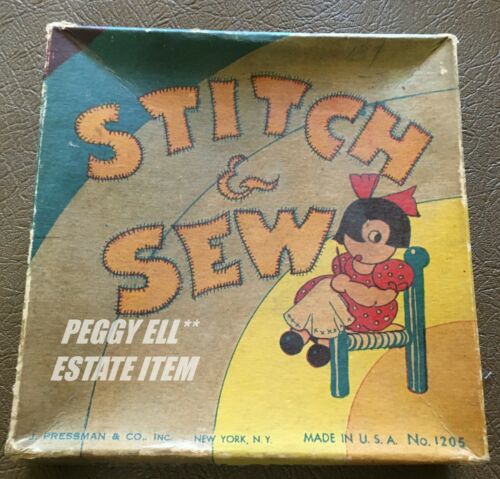 STITCH
&
SEW
PEGGY ELL**
ESTATE ITEM
J. PRESSMAN & CO., INC. NEW YORK, N.Y. MADE IN U.S.A. No. 1205